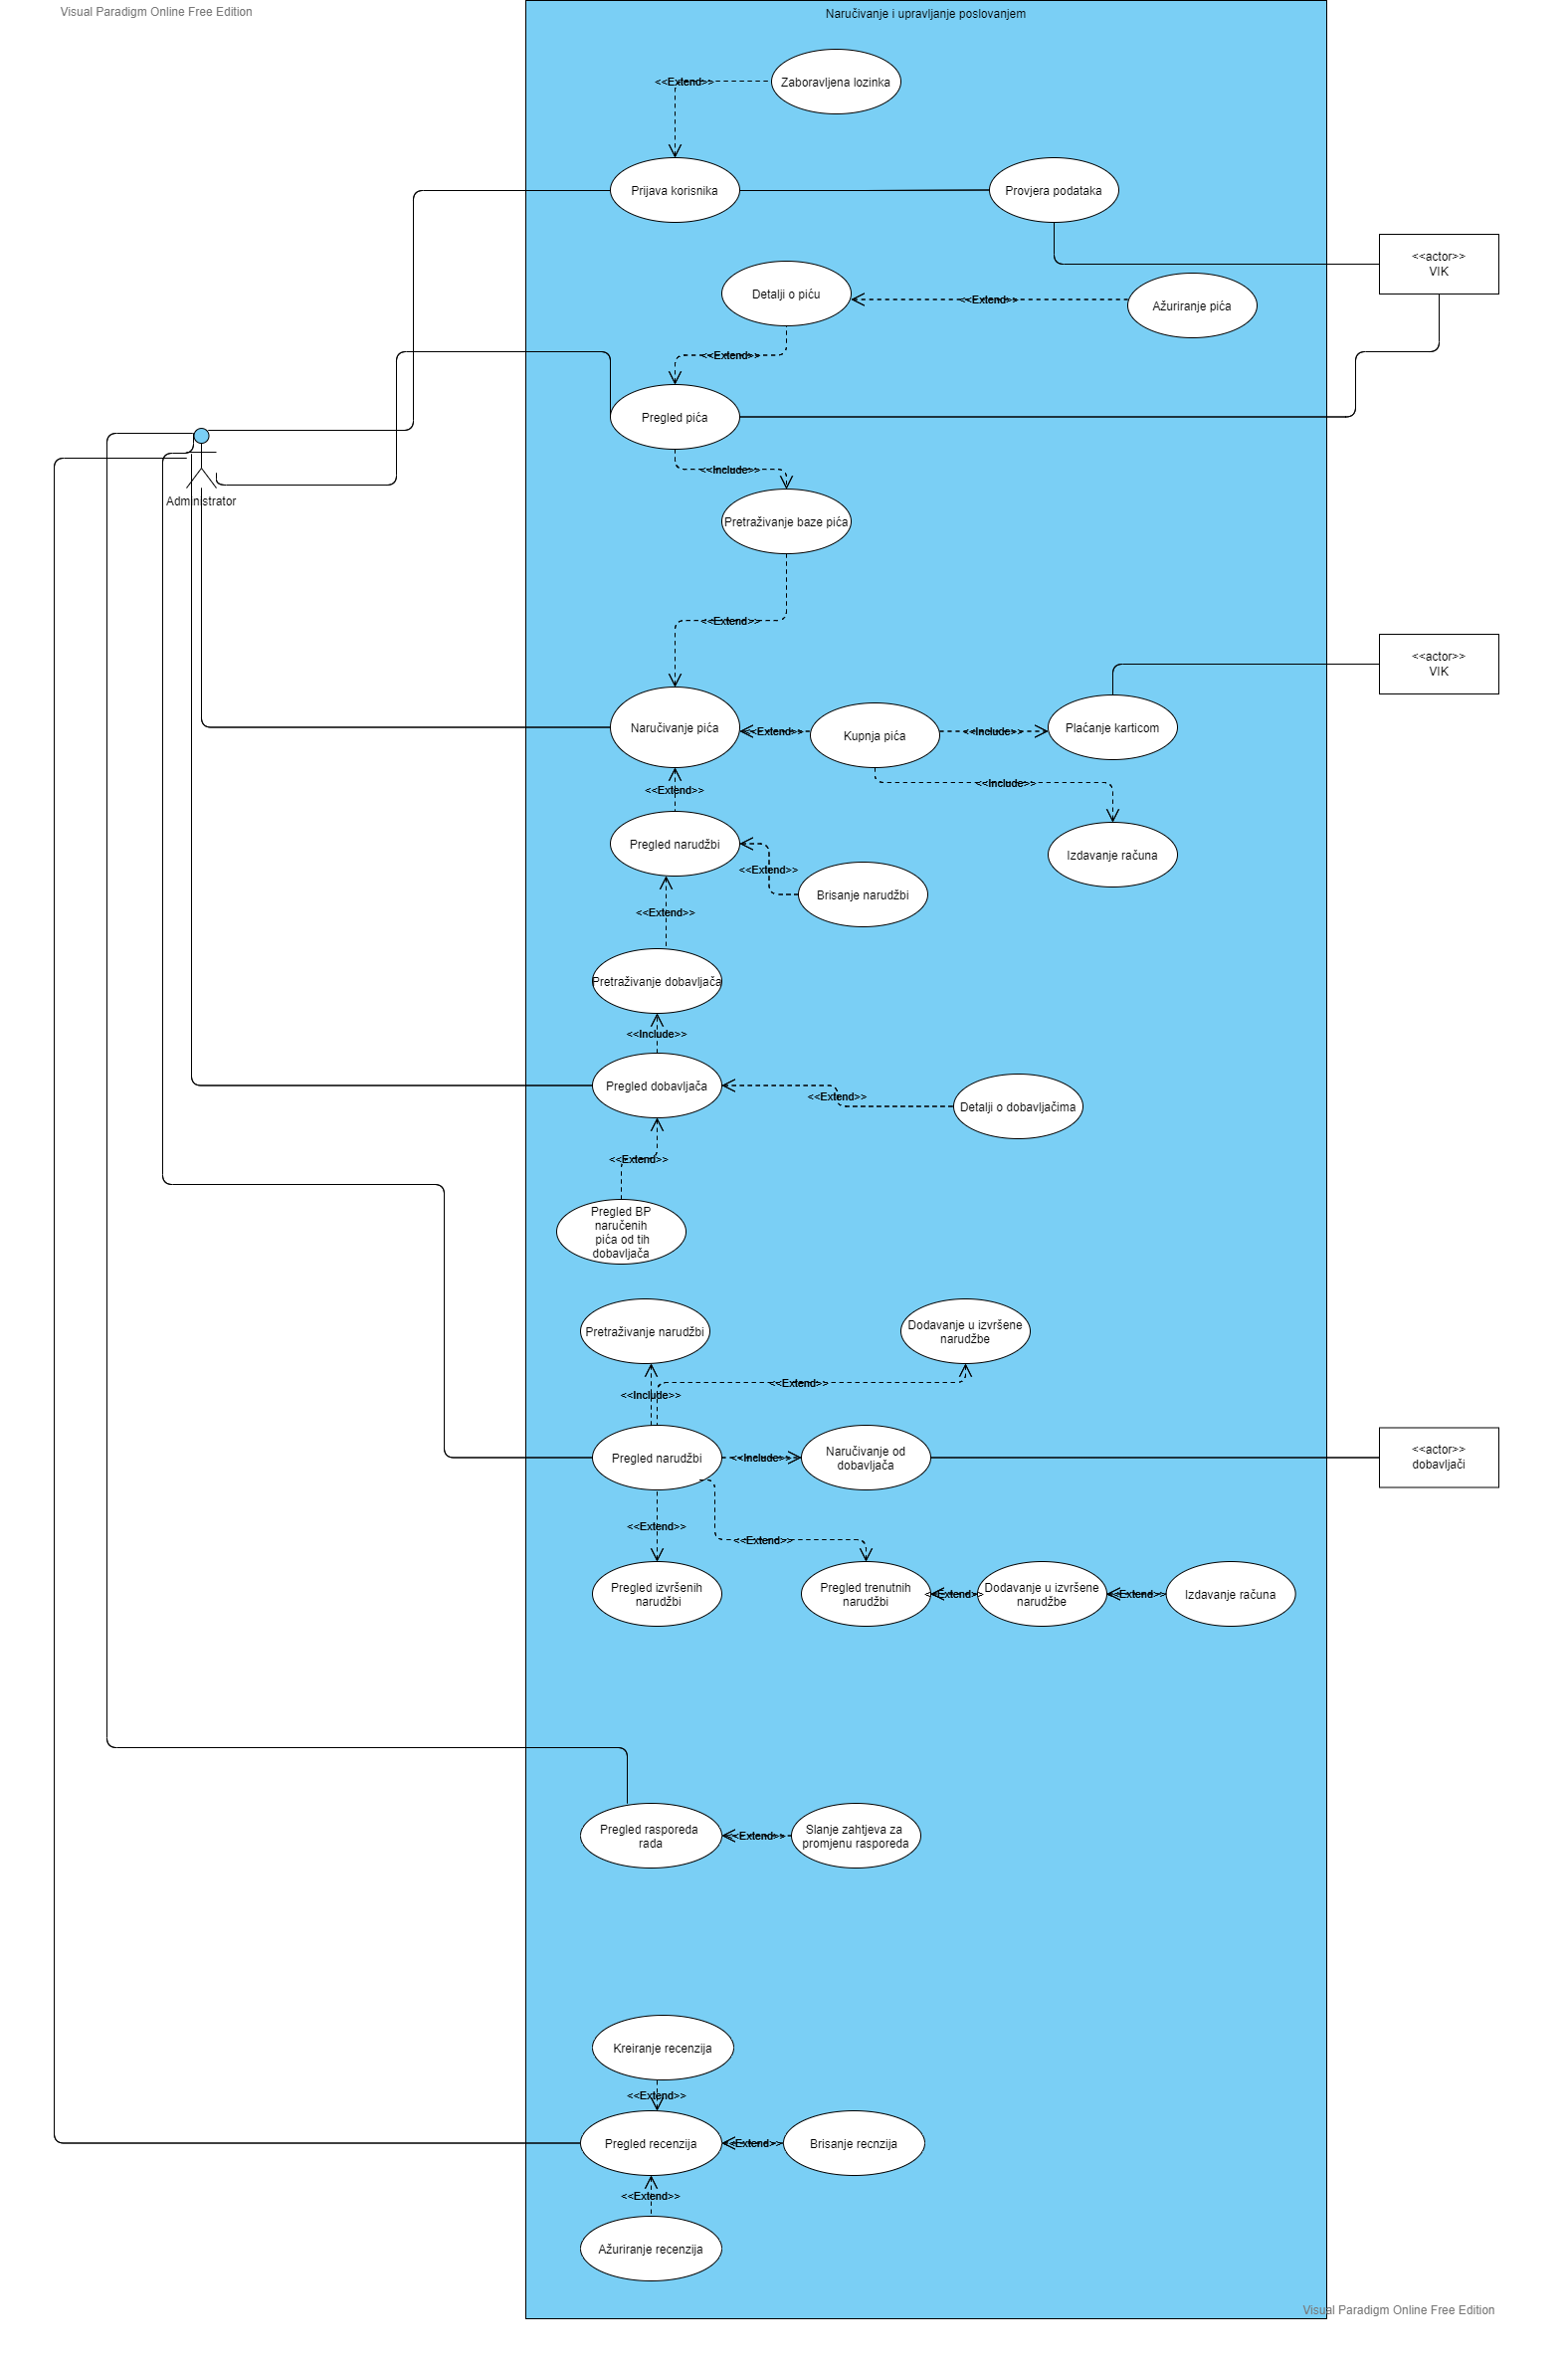 Visual Paradigm Online Free Edition
Naručivanje i upravljanje poslovanjem
<<Extend>>
Zaboravljena lozinka
Prijava korisnika
Provjera podataka
<<actor>>
VIK
Detalji o piću
<<Extend>>
Ažuriranje pića
<<Extend>>
Pregled pića
Administrator
<<Include>>
Pretraživanje baze pića
<<Extend>>
<<actor>>
VIK
Naručivanje pića
<<Extend>>
Kupnja pića
<<Include>>
Plaćanje karticom
<<Extend>>
<<Include>>
Pregled narudžbi
Izdavanje računa
<<Extend>>
Brisanje narudžbi
<<Extend>>
Pretraživanje dobavljača
<<Include>>
Pregled dobavljača
<<Extend>>
Detalji o dobavljačima
<<Extend>>
Pregled BP
naručenih
pića od tih
dobavljača
Pretraživanje narudžbi
Dodavanje u izvršene
narudžbe
<<Extend>>
<<Include>>
Pregled narudžbi
<<Include>>
Naručivanje od
dobavljača
<<actor>>
dobavljači
<<Extend>>
<<Extend>>
Pregled izvršenih
narudžbi
Pregled trenutnih
narudžbi
<<Extend>>
Dodavanje u izvršene
narudžbe
<<Extend>>
Izdavanje računa
Pregled rasporeda
rada
<<Extend>>
Slanje zahtjeva za
promjenu rasporeda
Kreiranje recenzija
<<Extend>>
Pregled recenzija
<<Extend>>
Brisanje recnzija
<<Extend>>
Ažuriranje recenzija
Visual Paradigm Online Free Edition